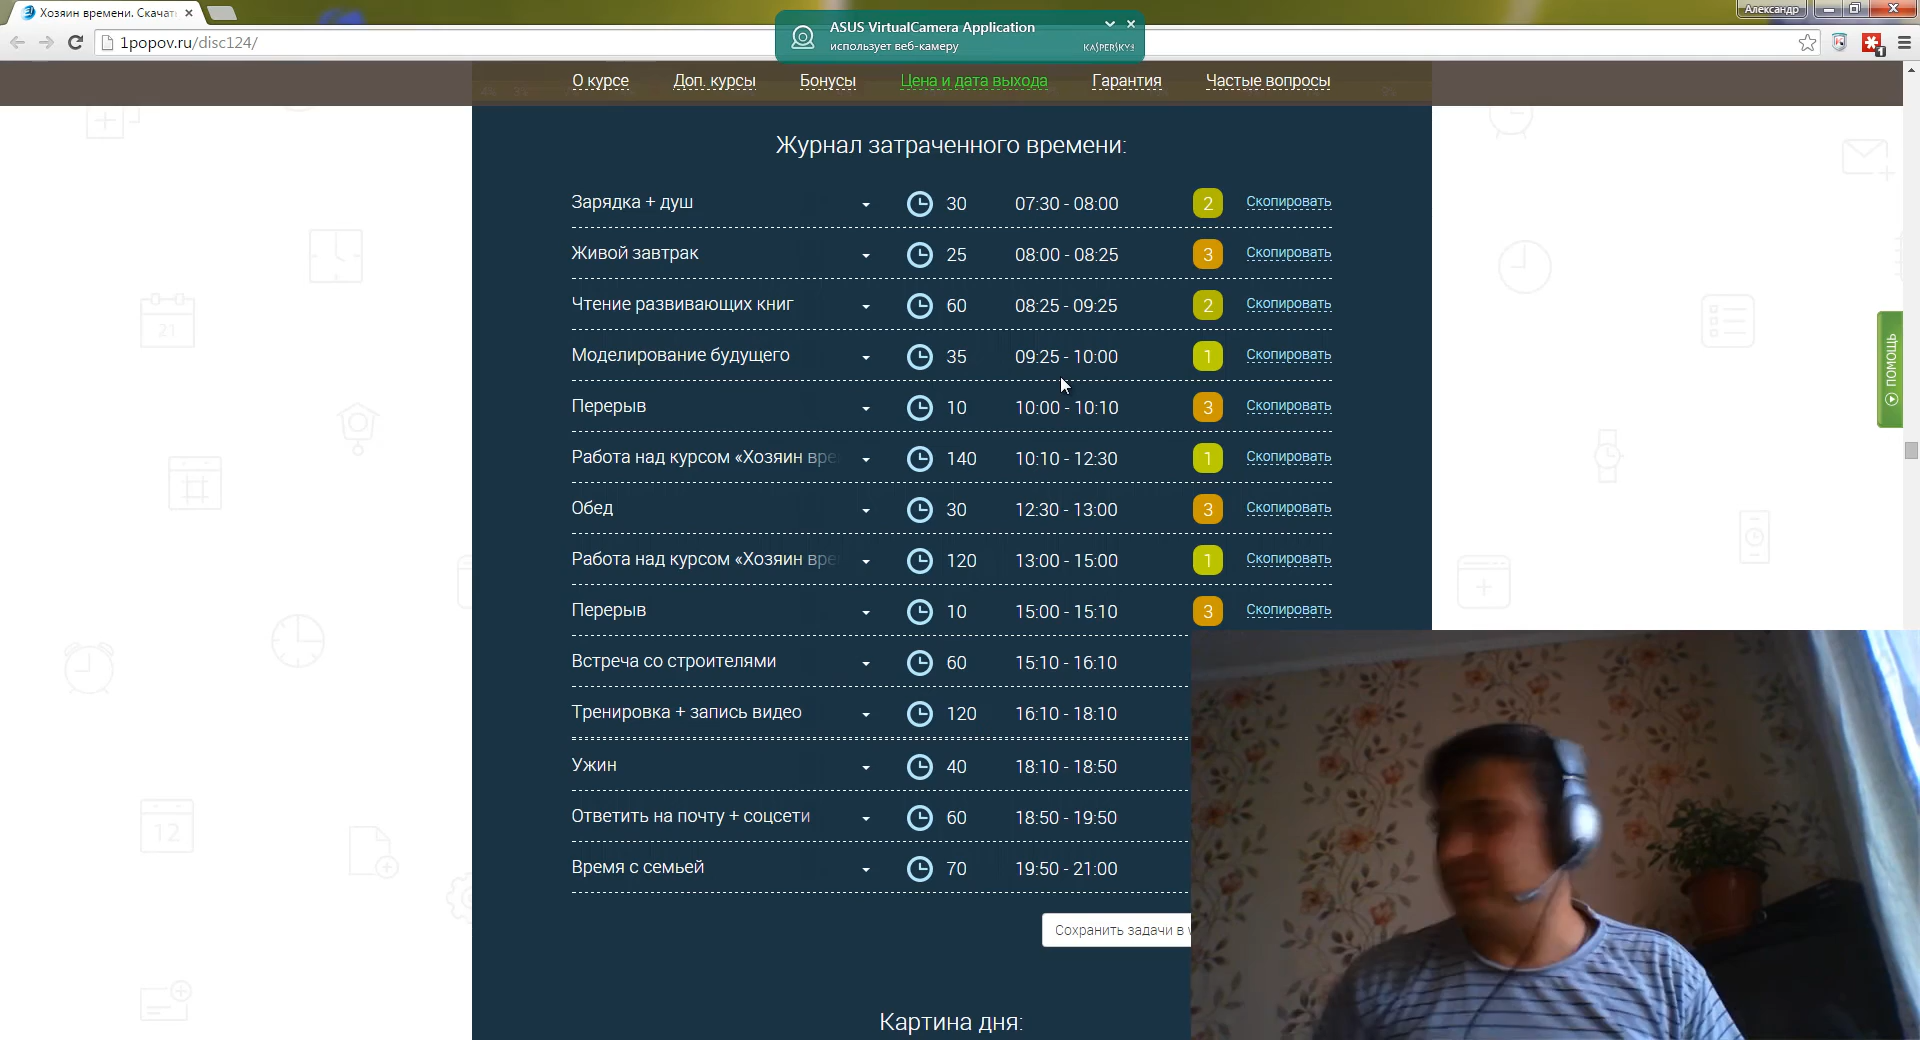 Хозяин времени. Скачать
Александр
1popov.ru/disc124/
ASUS VirtualCamera Application
использует веб-камеру
KASPERSKY
1
О курсе Доп. курсы Бонусы Цена и дата выхода Гарантия Частые вопросы
Журнал затраченного времени:
Зарядка + душ 30 07:30 - 08:00 2 Скопировать
Живой завтрак 25 08:00 - 08:25 3 Скопировать
Чтение развивающих книг 60 08:25 - 09:25 2 Скопировать
Моделирование будущего 35 09:25 - 10:00 1 Скопировать
Перерыв 10 10:00 - 10:10 3 Скопировать
Работа над курсом «Хозяин вре 140 10:10 - 12:30 1 Скопировать
Обед 30 12:30 - 13:00 3 Скопировать
Работа над курсом «Хозяин вре 120 13:00 - 15:00 1 Скопировать
Перерыв 10 15:00 - 15:10 3 Скопировать
Встреча со строителями 60 15:10 - 16:10
Тренировка + запись видео 120 16:10 - 18:10
Ужин 40 18:10 - 18:50
Ответить на почту + соцсети 60 18:50 - 19:50
Время с семьей 70 19:50 - 21:00
Сохранить задачи в
Картина дня:
ПОМОЩЬ
21
12